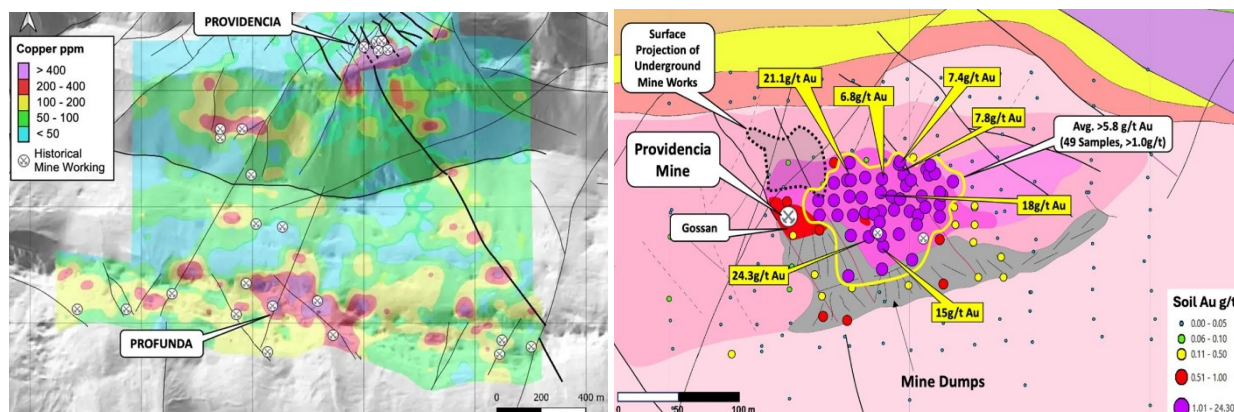 PROVIDENCIA
Copper ppm
> 400
200 - 400
100 - 200
50 - 100
< 50
Historical
Mine Working
PROFUNDA
0
200
400 m
Surface
Projection of
Underground
Mine Works
21.1g/t Au
6.8g/t Au
7.4g/t Au
7.8g/t Au
Avg. >5.8 g/t Au
(49 Samples, >1.0g/t)
Providencia
Mine
Gossan
18g/t Au
24.3g/t Au
15g/t Au
Mine Dumps
0
50
100 m
Soil Au g/t
0.00 - 0.05
0.06 - 0.10
0.11 - 0.50
0.51 - 1.00
1.01 - 24.30